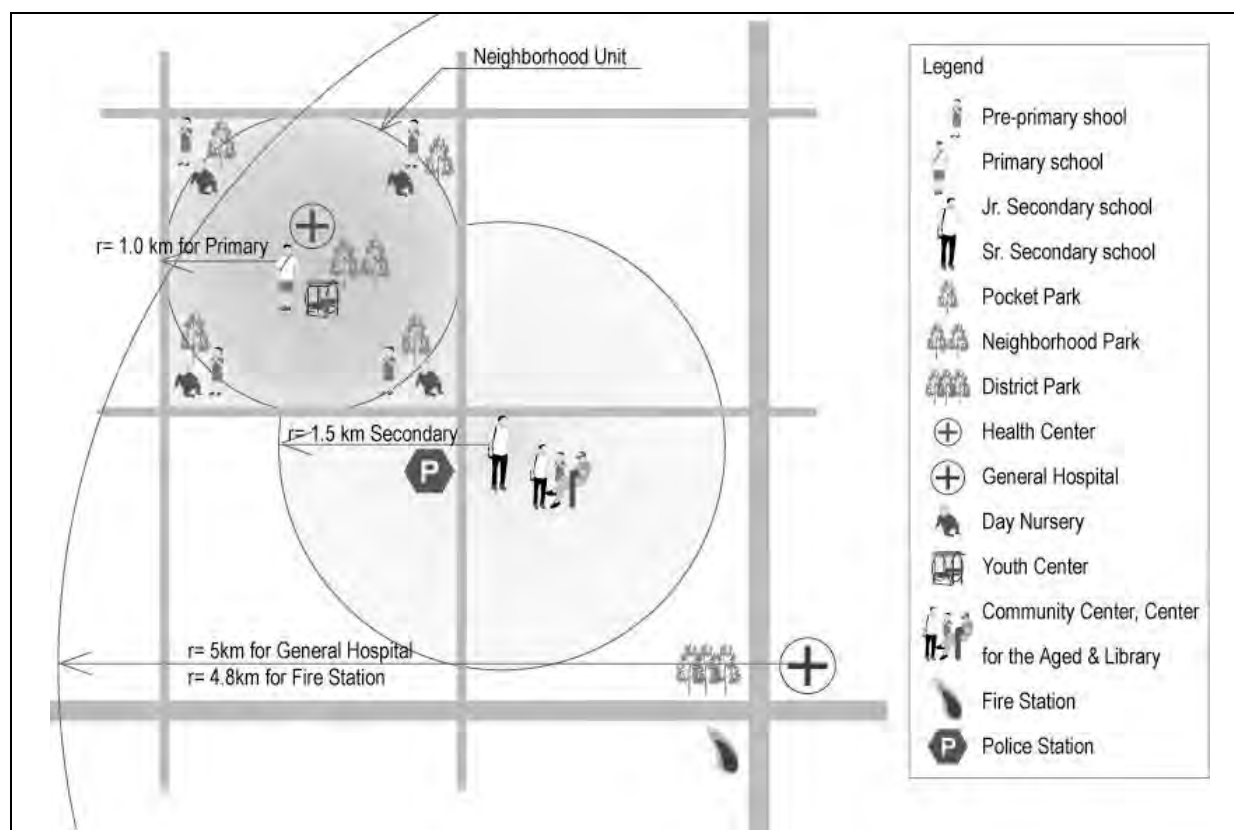 Neighborhood Unit
r= 1.0 km for Primary
r= 1.5 km Secondary
P
r= 5km for General Hospital
r= 4.8km for Fire Station
Legend
Pre-primary shool
Primary school
Jr. Secondary school
Sr. Secondary school
Pocket Park
Neighborhood Park
District Park
Health Center
General Hospital
Day Nursery
Youth Center
Community Center, Center
for the Aged & Library
Fire Station
P Police Station